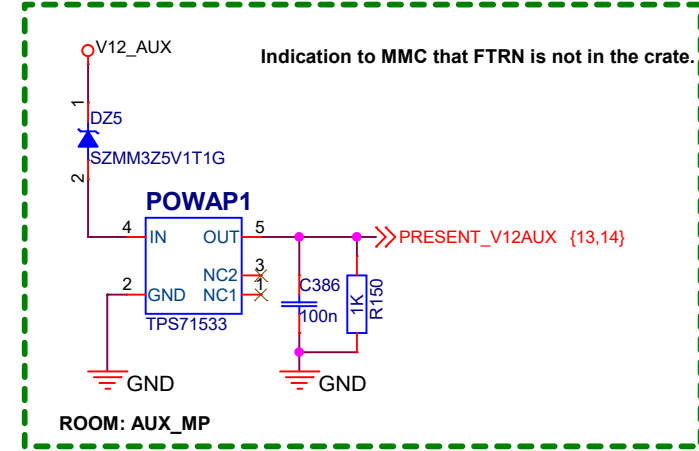 V12_AUX
Indication to MMC that FTRN is not in the crate.
1
DZ5
SZMM3Z5V1T1G
2
POWAP1
4 IN OUT 5
PRESENT_V12AUX {13,14}
NC2 3
2 GND NC1 1
TPS71533
C386
100n
1K
R150
GND
GND
ROOM: AUX_MP